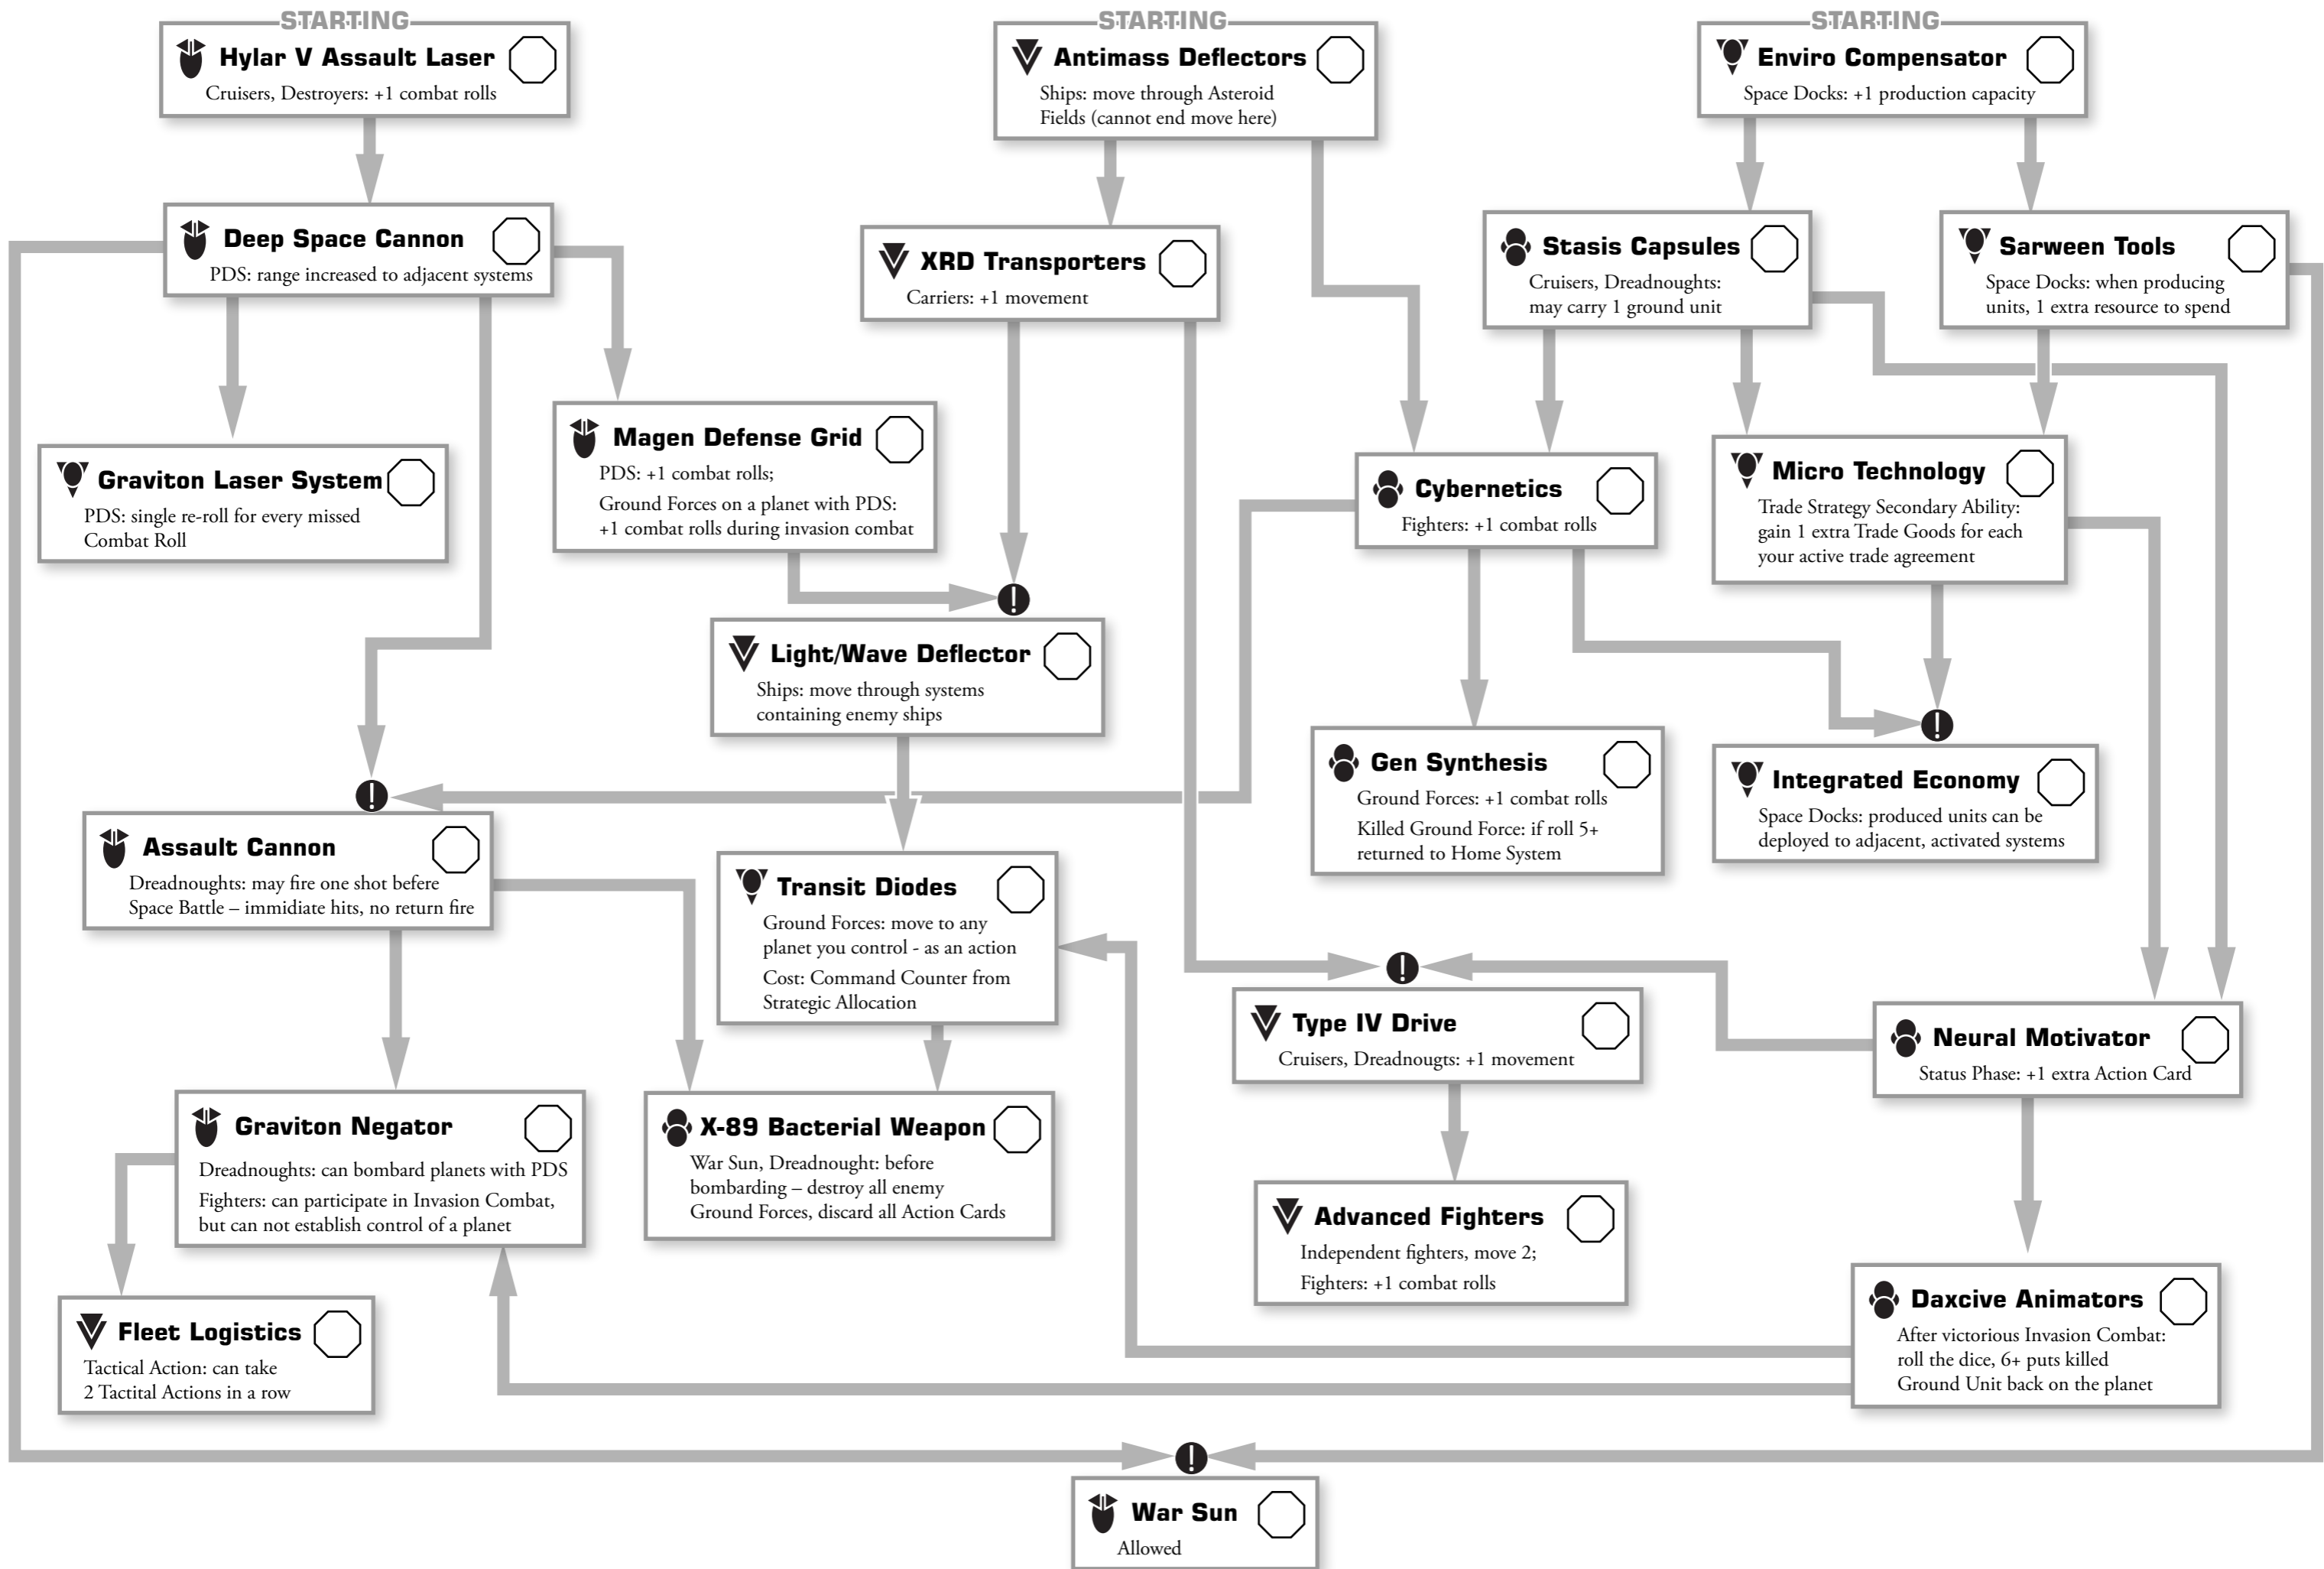 STARTING
Hylar V Assault Laser
Cruisers, Destroyers: +1 combat rolls
STARTING
Antimass Deflectors
Ships: move through Asteroid
Fields (cannot end move here)
STARTING
Enviro Compensator
Space Docks: +1 production capacity
Deep Space Cannon
PDS: range increased to adjacent systems
XRD Transporters
Carriers: +1 movement
Stasis Capsules
Cruisers, Dreadnoughts:
may carry 1 ground unit
Sarween Tools
Space Docks: when producing
units, 1 extra resource to spend
Graviton Laser System
PDS: single re-roll for every missed
Combat Roll
Magen Defense Grid
PDS: +1 combat rolls;
Ground Forces on a planet with PDS:
+1 combat rolls during invasion combat
Cybernetics
Fighters: +1 combat rolls
Micro Technology
Trade Strategy Secondary Ability:
gain 1 extra Trade Goods for each
your active trade agreement
!
Light/Wave Deflector
Ships: move through systems
containing enemy ships
Gen Synthesis
Ground Forces: +1 combat rolls
Killed Ground Force: if roll 5+
returned to Home System
!
Integrated Economy
Space Docks: produced units can be
deployed to adjacent, activated systems
!
Assault Cannon
Dreadnoughts: may fire one shot befere
Space Battle – immidiate hits, no return fire
Transit Diodes
Ground Forces: move to any
planet you control - as an action
Cost: Command Counter from
Strategic Allocation
!
Type IV Drive
Cruisers, Dreadnougts: +1 movement
Neural Motivator
Status Phase: +1 extra Action Card
Graviton Negator
Dreadnoughts: can bombard planets with PDS
Fighters: can participate in Invasion Combat,
but can not establish control of a planet
X-89 Bacterial Weapon
War Sun, Dreadnought: before
bombarding – destroy all enemy
Ground Forces, discard all Action Cards
Advanced Fighters
Independent fighters, move 2;
Fighters: +1 combat rolls
Daxcive Animators
After victorious Invasion Combat:
roll the dice, 6+ puts killed
Ground Unit back on the planet
Fleet Logistics
Tactical Action: can take
2 Tactital Actions in a row
!
War Sun
Allowed